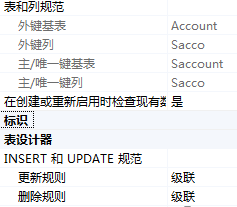 表和列规范
外键基表 Account
外键列 Sacco
主/唯一键基表 Saccount
主/唯一键列 Sacco
在创建或重新启用时检查现有数 是
标识
表设计器
INSERT 和 UPDATE 规范
更新规则 级联
删除规则 级联